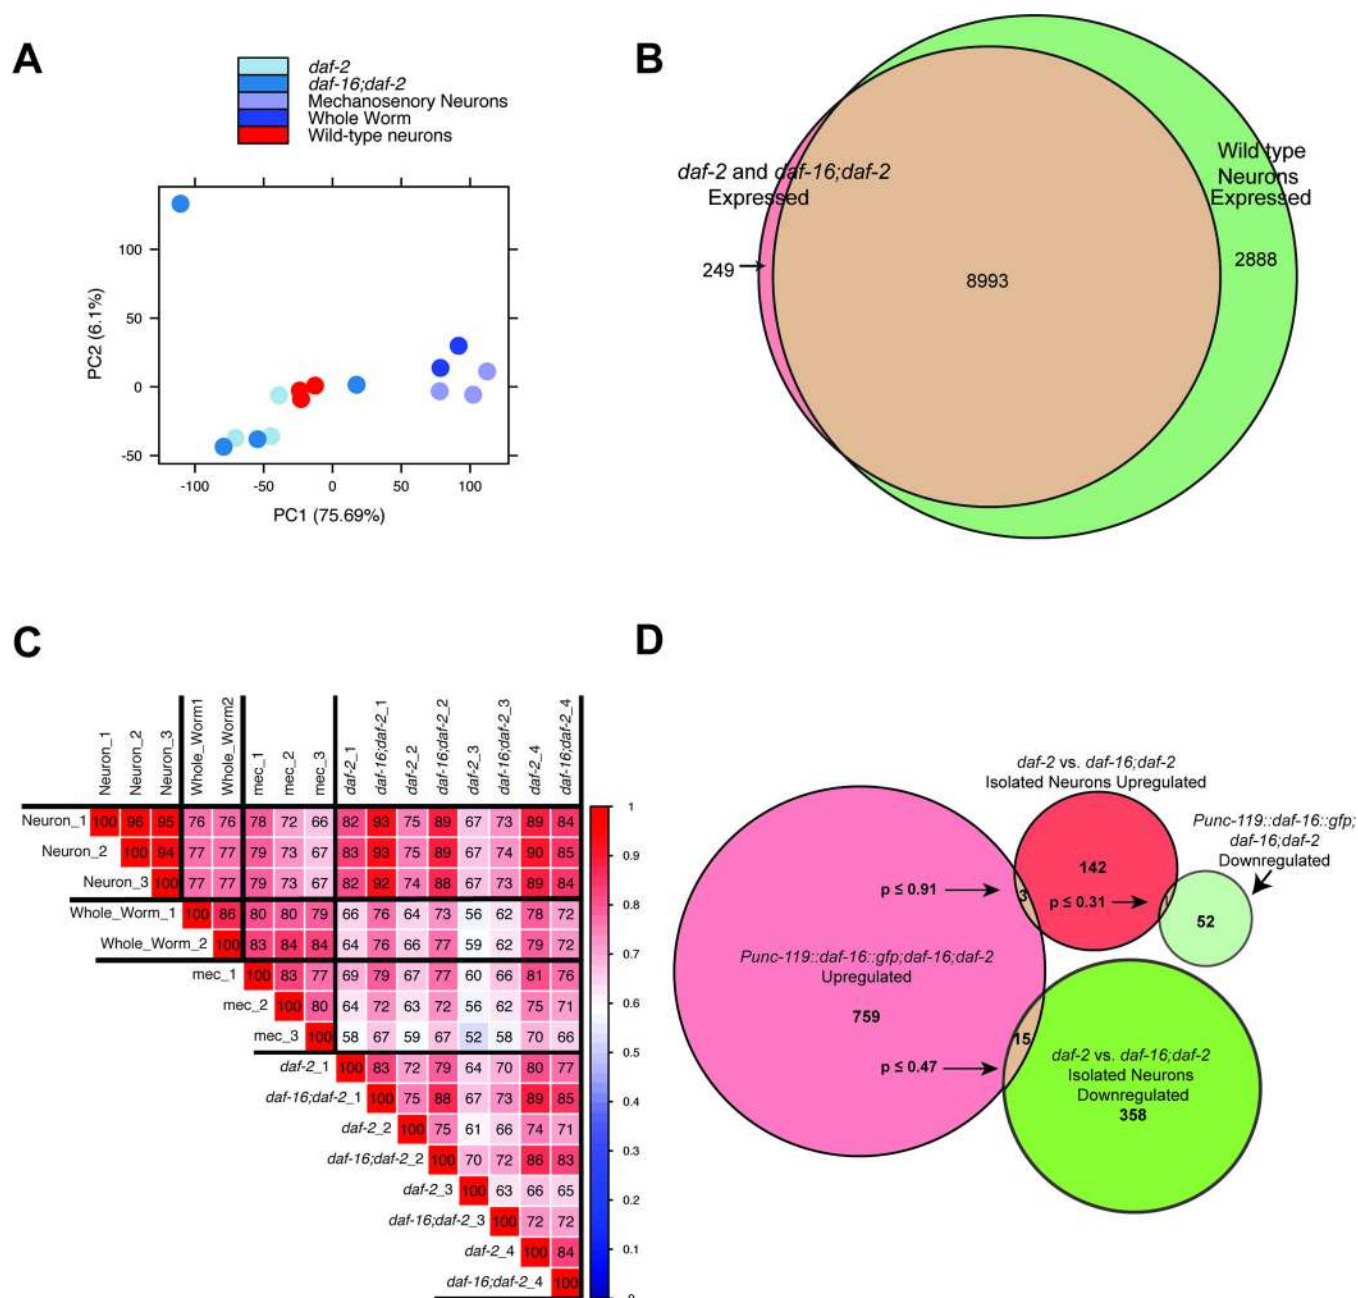 A
daf-2
daf-16;daf-2
Mechanosenory Neurons
Whole Worm
Wild-type neurons
PC2 (6.1%)
100
50
0
-50
-100
-50
0
50
100
PC1 (75.69%)
B
daf-2 and daf-16;daf-2
Expressed
Wild type
Neurons
Expressed
249
8993
2888
C
Neuron_1
Neuron_2
Neuron_3
Whole_Worm1
Whole_Worm2
mec_1
mec_2
mec_3
daf-2_1
daf-16;daf-2_1
daf-2_2
daf-16;daf-2_2
daf-2_3
daf-16;daf-2_3
daf-2_4
daf-16;daf-2_4
Neuron_1 100 96 95 76 76 78 72 66 82 93 75 89 67 73 89 84
Neuron_2 100 94 77 77 79 73 67 83 93 75 89 67 74 90 85
Neuron_3 100 77 77 79 73 67 82 92 74 88 67 73 89 84
Whole_Worm_1 100 86 80 80 79 66 76 64 73 56 62 78 72
Whole_Worm_2 100 83 84 84 64 76 66 77 59 62 79 72
mec_1 100 83 77 69 79 67 77 60 66 81 76
mec_2 100 80 64 72 63 72 56 62 75 71
mec_3 100 58 67 59 67 52 58 70 66
daf-2_1 100 83 72 79 64 70 80 77
daf-16;daf-2_1 100 75 88 67 73 89 85
daf-2_2 100 75 61 66 74 71
daf-16;daf-2_2 100 70 72 86 83
daf-2_3 100 63 66 65
daf-16;daf-2_3 100 72 72
daf-2_4 100 84
daf-16;daf-2_4 100
1
0.9
0.8
0.7
0.6
0.5
0.4
0.3
0.2
0.1
0
D
daf-2 vs. daf-16;daf-2
Isolated Neurons Upregulated
142
Punc-119::daf-16::gfp;
daf-16;daf-2
Downregulated
52
p ≤ 0.91
3
p ≤ 0.31
1
Punc-119::daf-16::gfp;daf-16;daf-2
Upregulated
759
15
p ≤ 0.47
daf-2 vs. daf-16;daf-2
Isolated Neurons
Downregulated
358